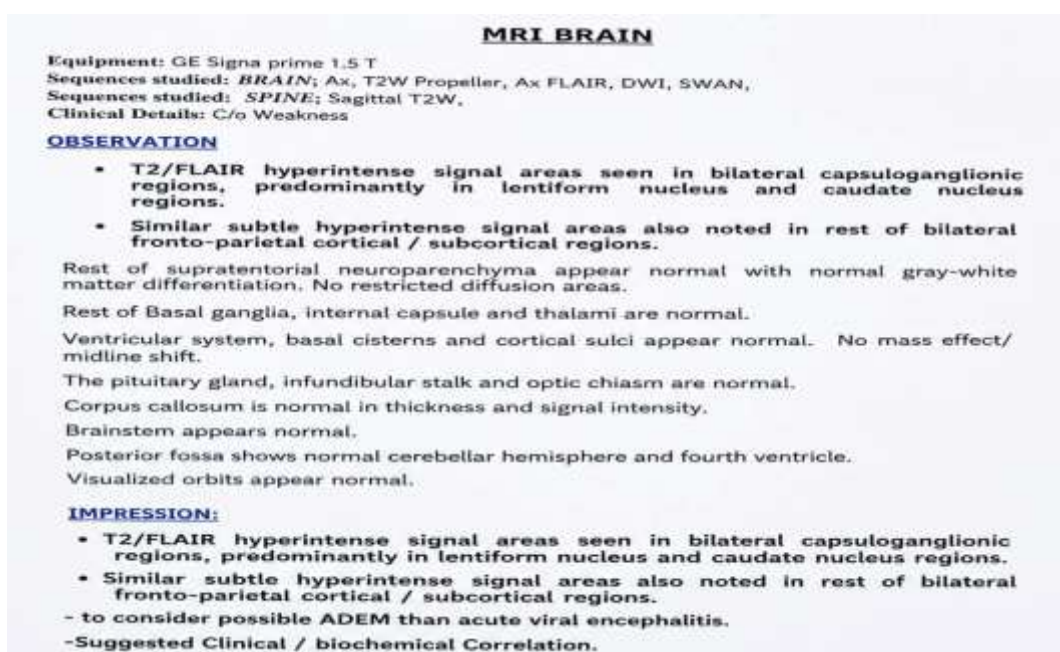 MRI BRAIN
Equipment: GE Signa prime 1.5 T
Sequences studied: BRAIN; Ax, T2W Propeller, Ax FLAIR, DWI, SWAN,
Sequences studied: SPINE; Sagittal T2W,
Clinical Details: C/o Weakness
OBSERVATION
• T2/FLAIR hyperintense signal areas seen in bilateral capsuloganglionic
regions, predominantly in lentiform nucleus and caudate nucleus
regions.
• Similar subtle hyperintense signal areas also noted in rest of bilateral
fronto-parietal cortical / subcortical regions.
Rest of supratentorial neuroparenchyma appear normal with normal gray-white
matter differentiation. No restricted diffusion areas.
Rest of Basal ganglia, internal capsule and thalami are normal.
Ventricular system, basal cisterns and cortical sulci appear normal. No mass effect/
midline shift.
The pituitary gland, infundibular stalk and optic chiasm are normal.
Corpus callosum is normal in thickness and signal intensity.
Brainstem appears normal.
Posterior fossa shows normal cerebellar hemisphere and fourth ventricle.
Visualized orbits appear normal.
IMPRESSION:
• T2/FLAIR hyperintense signal areas seen in bilateral capsuloganglionic
regions, predominantly in lentiform nucleus and caudate nucleus regions.
• Similar subtle hyperintense signal areas also noted in rest of bilateral
fronto-parietal cortical / subcortical regions.
- to consider possible ADEM than acute viral encephalitis.
-Suggested Clinical / biochemical Correlation.